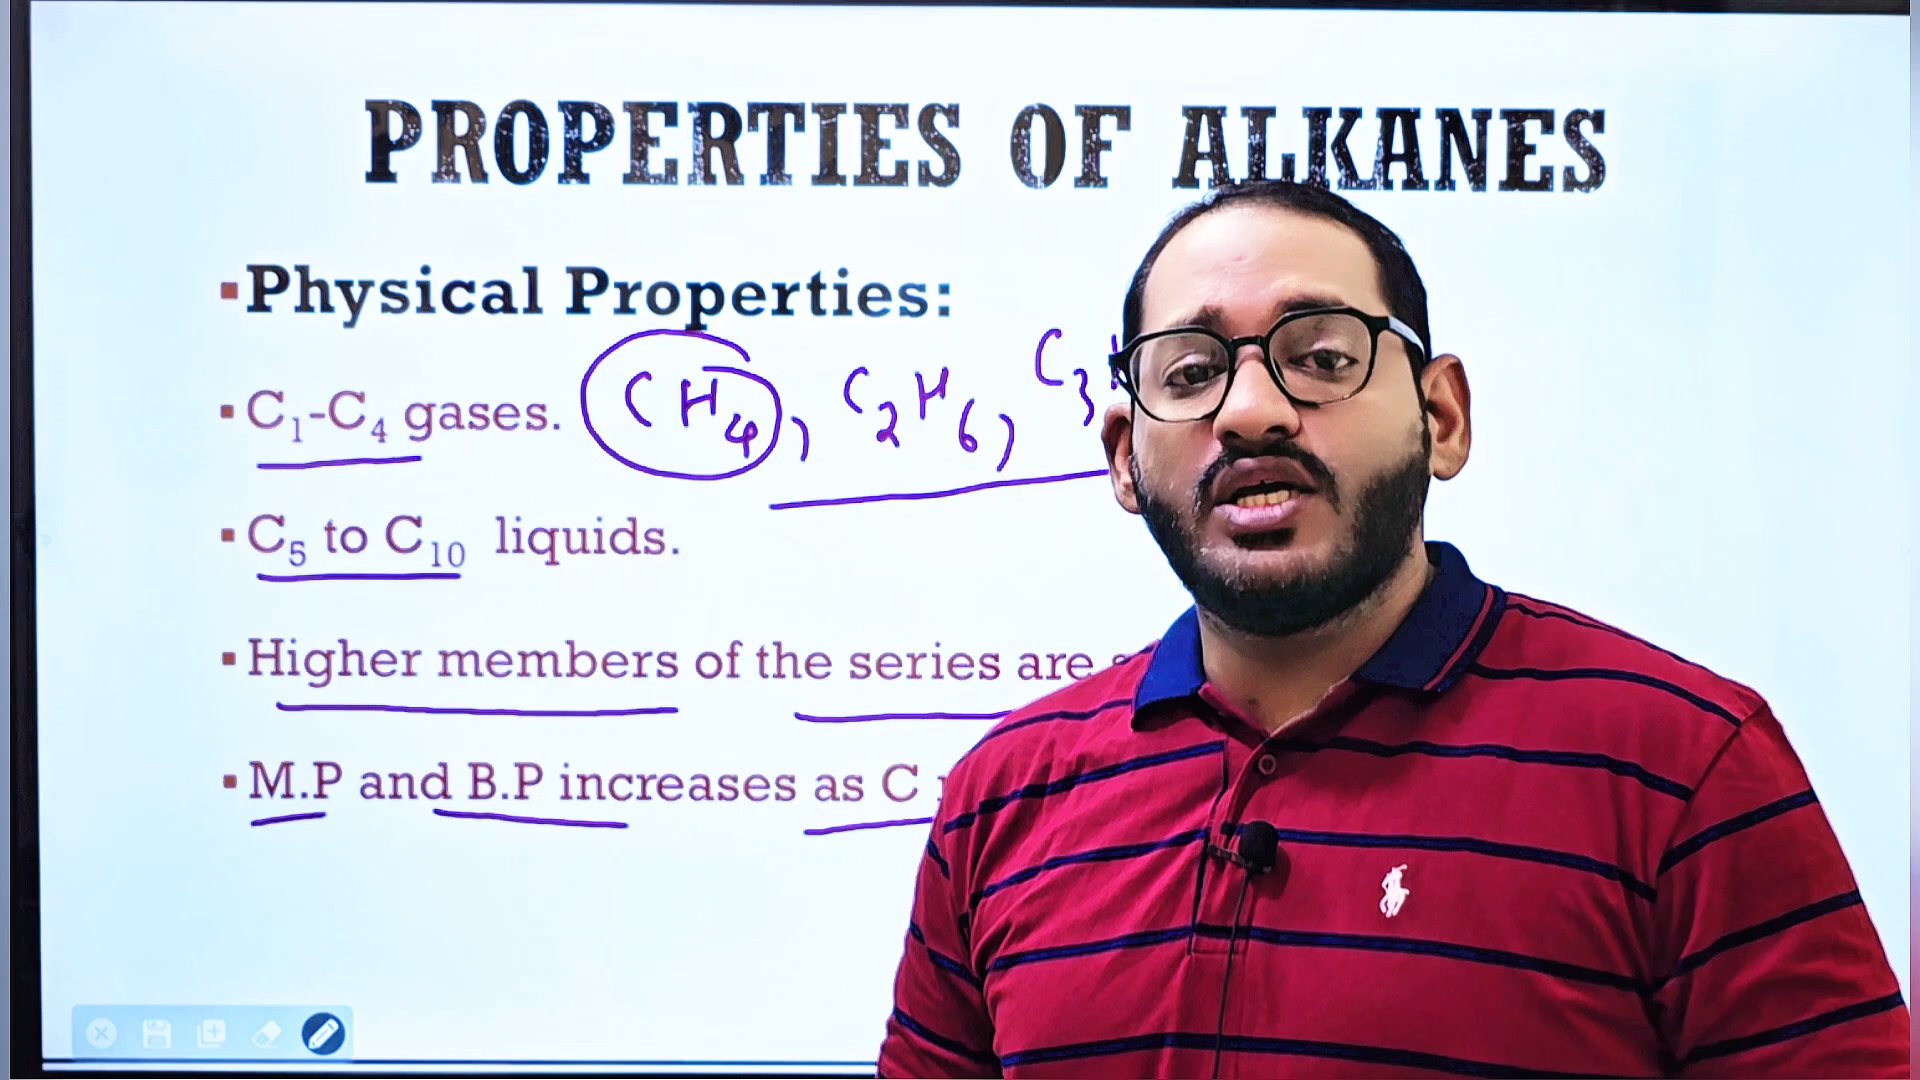 PROPERTIES OF ALKANES
▪Physical Properties:
▪C₁-C₄ gases. CH₄, C₂H₆, C₃
▪C₅ to C₁₀ liquids.
▪Higher members of the series are
▪M.P and B.P increases as C